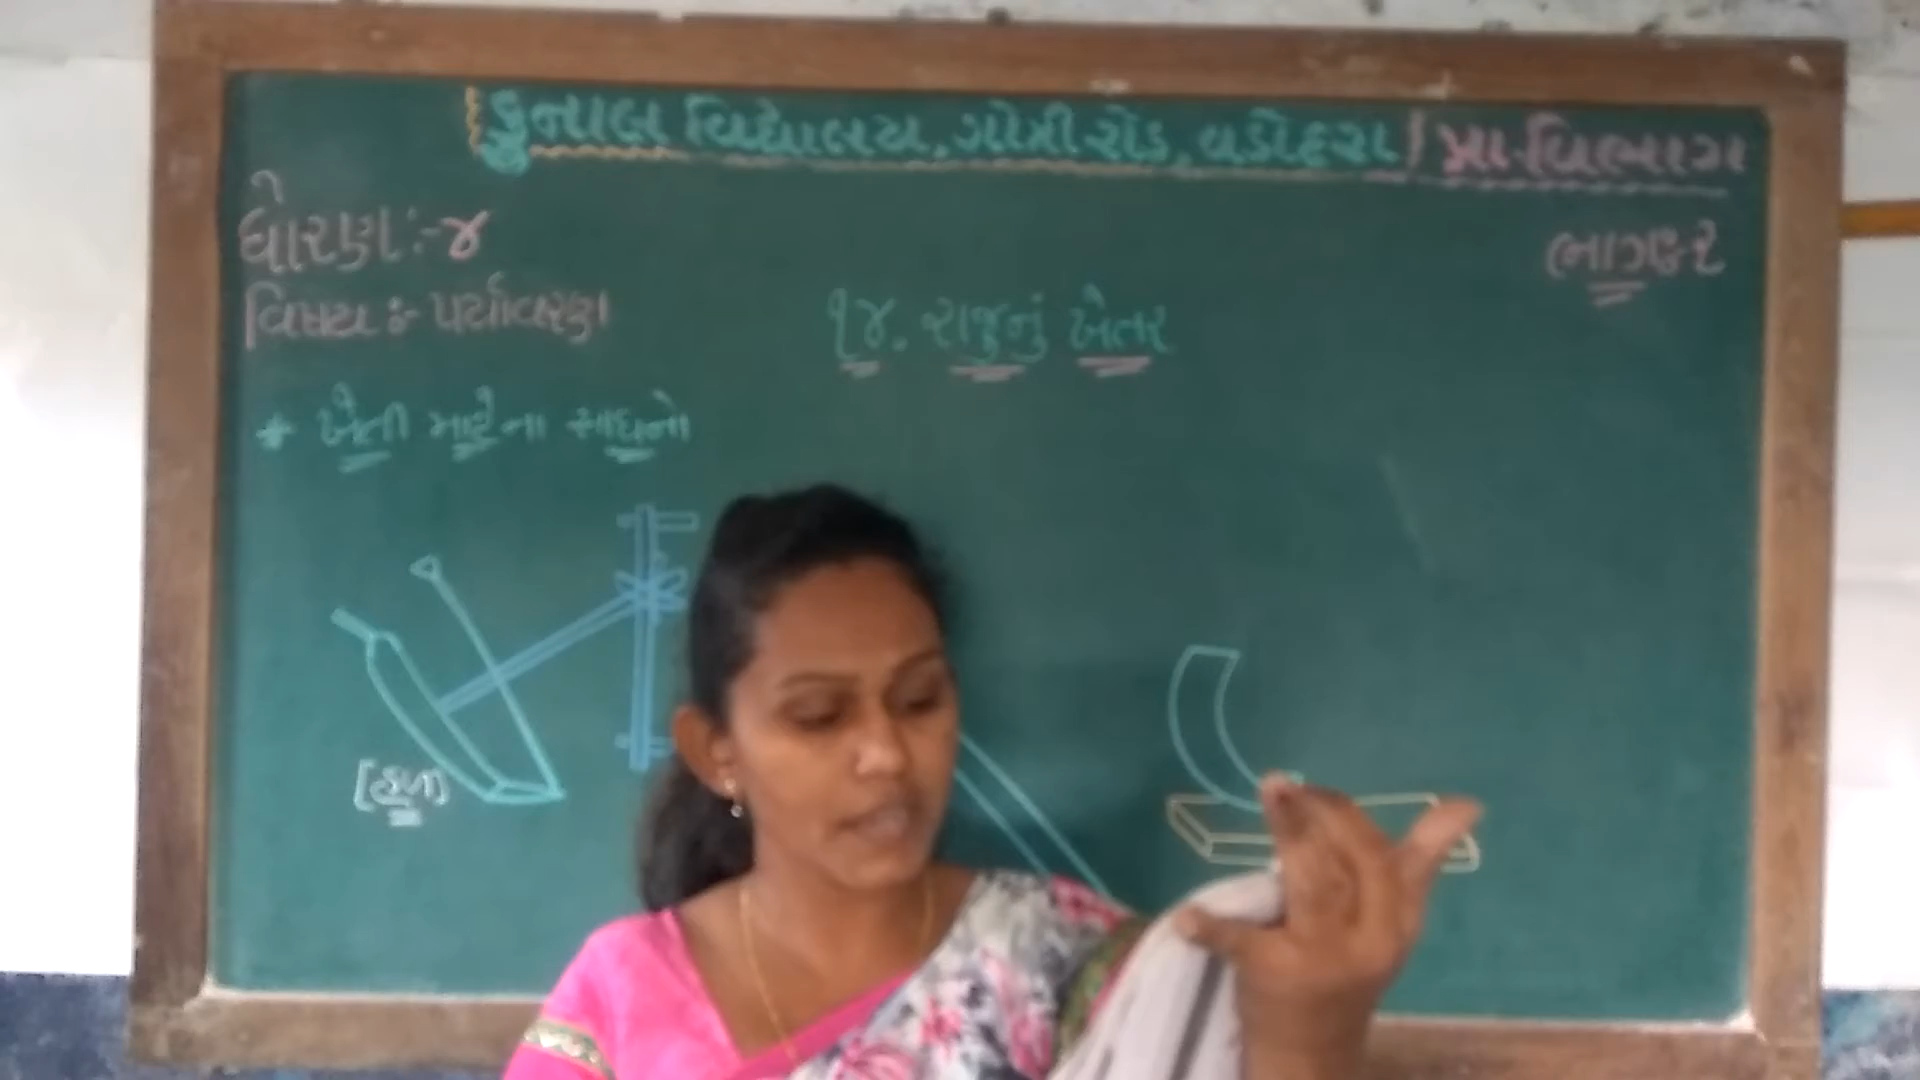 કુનાલ વિદ્યાલય, ગોત્રી રોડ, વડોદરા / પ્રા.વિભાગ
ધોરણ :- ૪
ભાગ :- ૨
વિષય :- પર્યાવરણ
૧૪. રાજુનું ખેતર
* ખેતી માટેના સાધનો
(હળ)